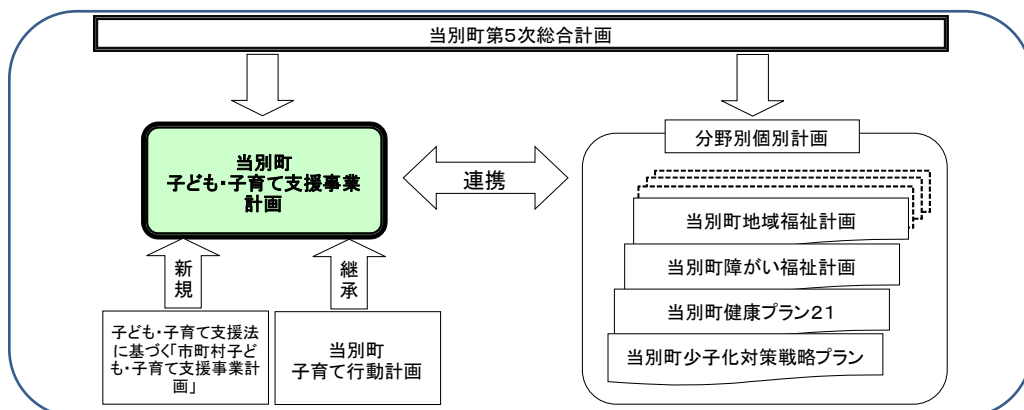 当別町第5次総合計画
当別町
子ども・子育て支援事業
計画
連携
分野別個別計画
当別町地域福祉計画
当別町障がい福祉計画
当別町健康プラン21
当別町少子化対策戦略プラン
新規
継承
子ども・子育て支援法
に基づく「市町村子ど
も・子育て支援事業計
画」
当別町
子育て行動計画